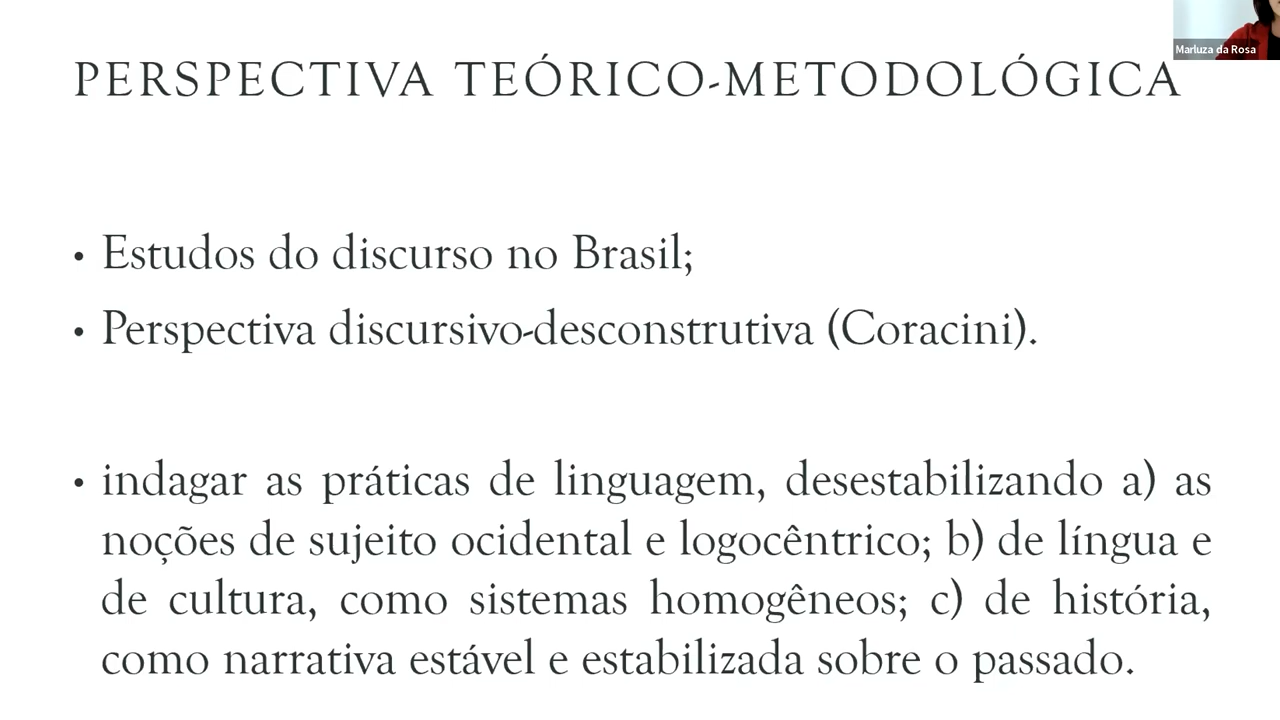 Marluza da Rosa
PERSPECTIVA TEÓRICO-METODOLÓGICA
• Estudos do discurso no Brasil;
• Perspectiva discursivo-desconstrutiva (Coracini).
• indagar as práticas de linguagem, desestabilizando a) as
noções de sujeito ocidental e logocêntrico; b) de língua e
de cultura, como sistemas homogêneos; c) de história,
como narrativa estável e estabilizada sobre o passado.